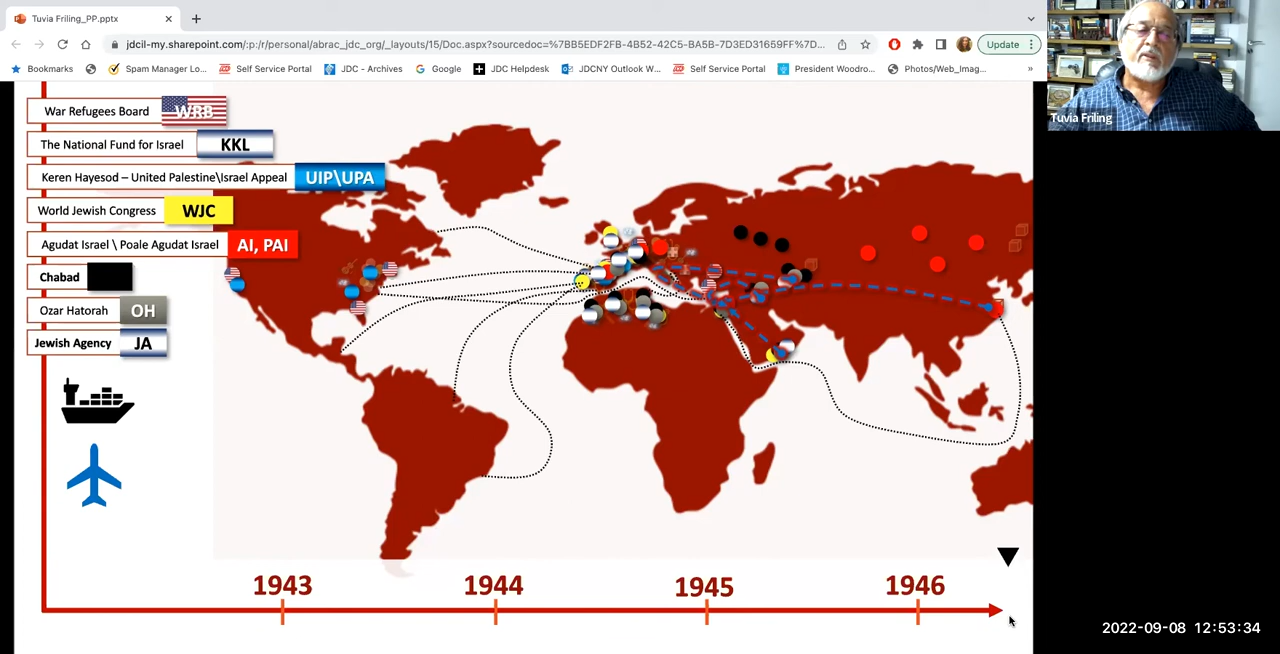 Tuvia Friling_PP.pptx
jdcil-my.sharepoint.com/:p:/r/personal/abrac_jdc_org/_layouts/15/Doc.aspx?sourcedoc=%7BB5EDF2FB-4B52-42C5-BA5B-7D3ED31659FF%7D...
Update
Bookmarks
Spam Manager Lo...
Self Service Portal
JDC - Archives
Google
JDC Helpdesk
JDCNY Outlook W...
Self Service Portal
President Woodro...
Photos/Web_Imag...
»
Tuvia Friling
War Refugees Board WRB
The National Fund for Israel KKL
Keren Hayesod – United Palestine\Israel Appeal UIP\UPA
World Jewish Congress WJC
Agudat Israel \ Poale Agudat Israel AI, PAI
Chabad
Ozar Hatorah OH
Jewish Agency JA
1943 1944 1945 1946
2022-09-08 12:53:34